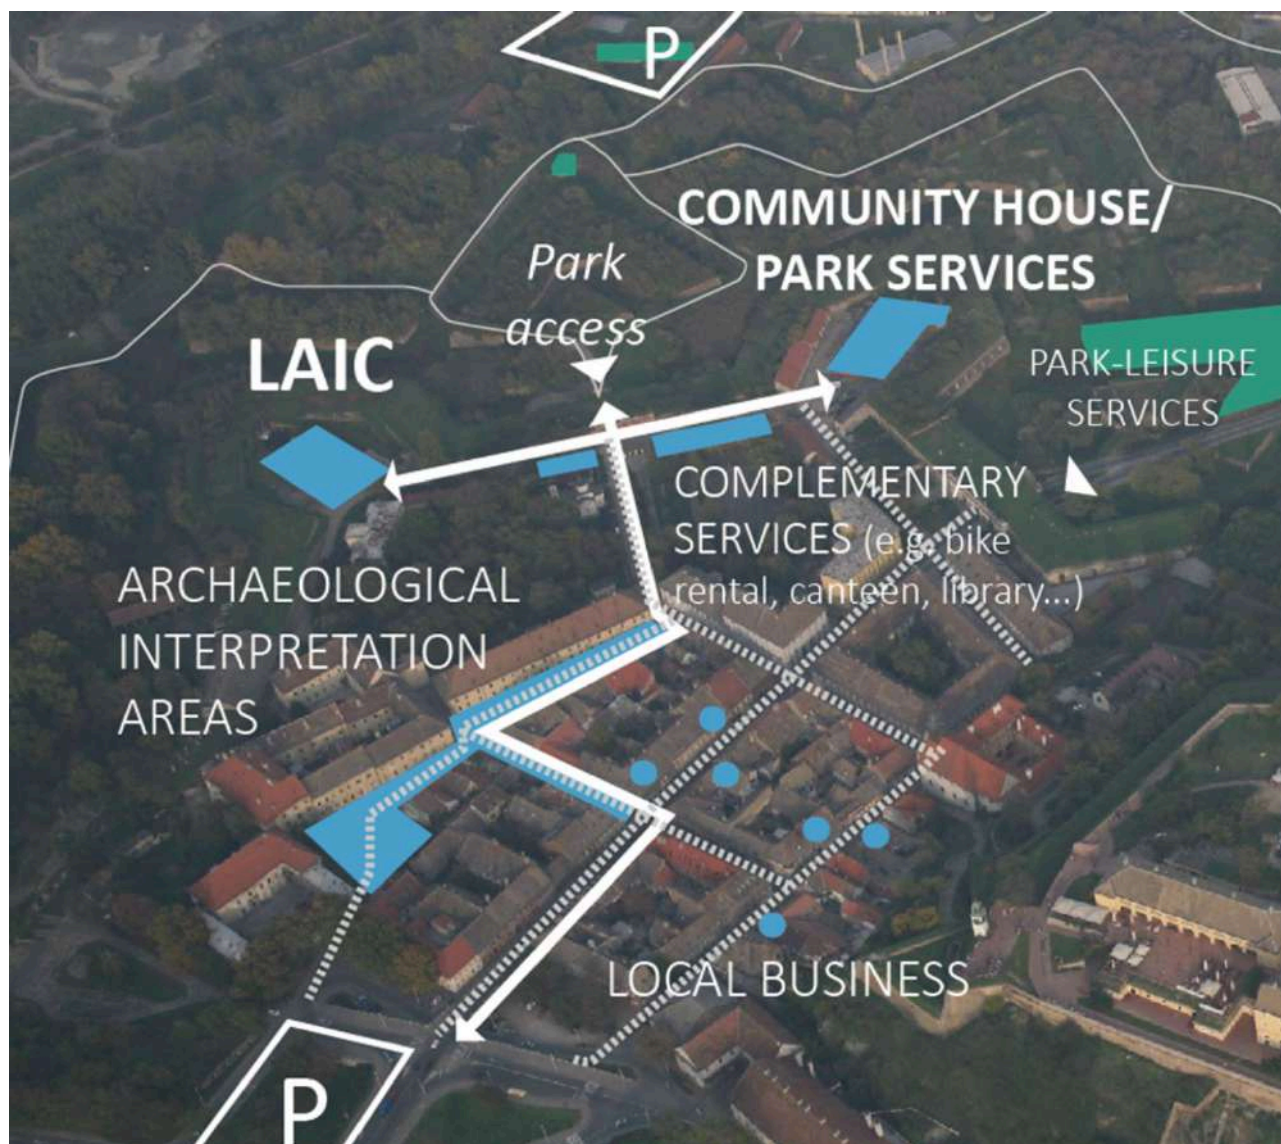 P
COMMUNITY HOUSE/
PARK SERVICES
Park
access
LAIC
PARK-LEISURE
SERVICES
COMPLEMENTARY
SERVICES (e.g. bike
rental, canteen, library...)
ARCHAEOLOGICAL
INTERPRETATION
AREAS
LOCAL BUSINESS
P